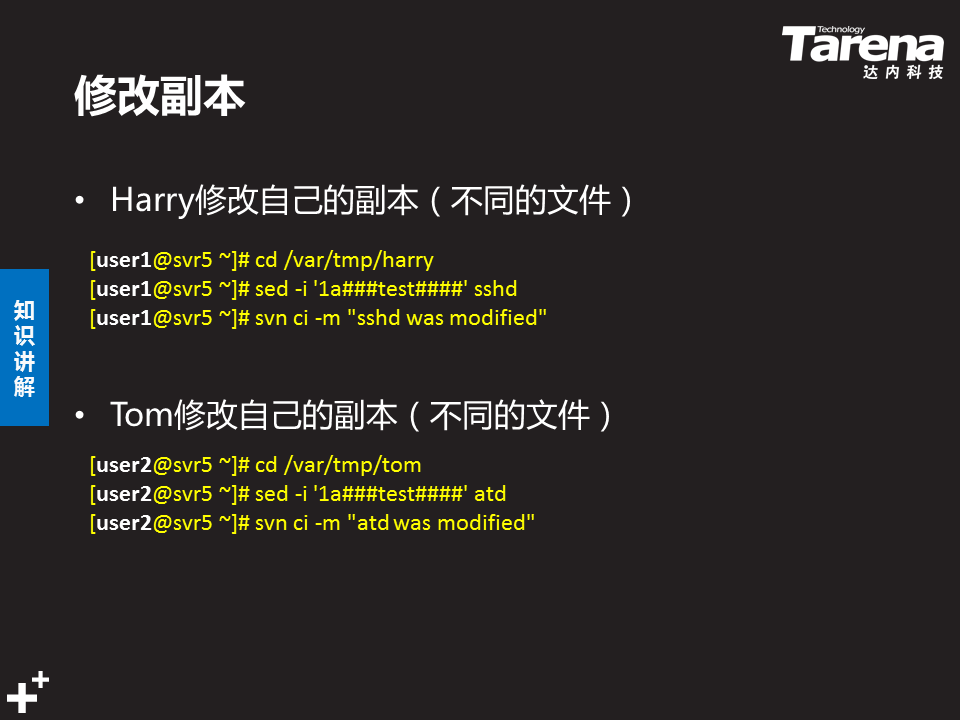 Technology
Tarena
达内科技
修改副本
• Harry修改自己的副本（不同的文件）
[user1@svr5 ~]# cd /var/tmp/harry
[user1@svr5 ~]# sed -i '1a###test####' sshd
[user1@svr5 ~]# svn ci -m "sshd was modified"
知识讲解
• Tom修改自己的副本（不同的文件）
[user2@svr5 ~]# cd /var/tmp/tom
[user2@svr5 ~]# sed -i '1a###test####' atd
[user2@svr5 ~]# svn ci -m "atd was modified"